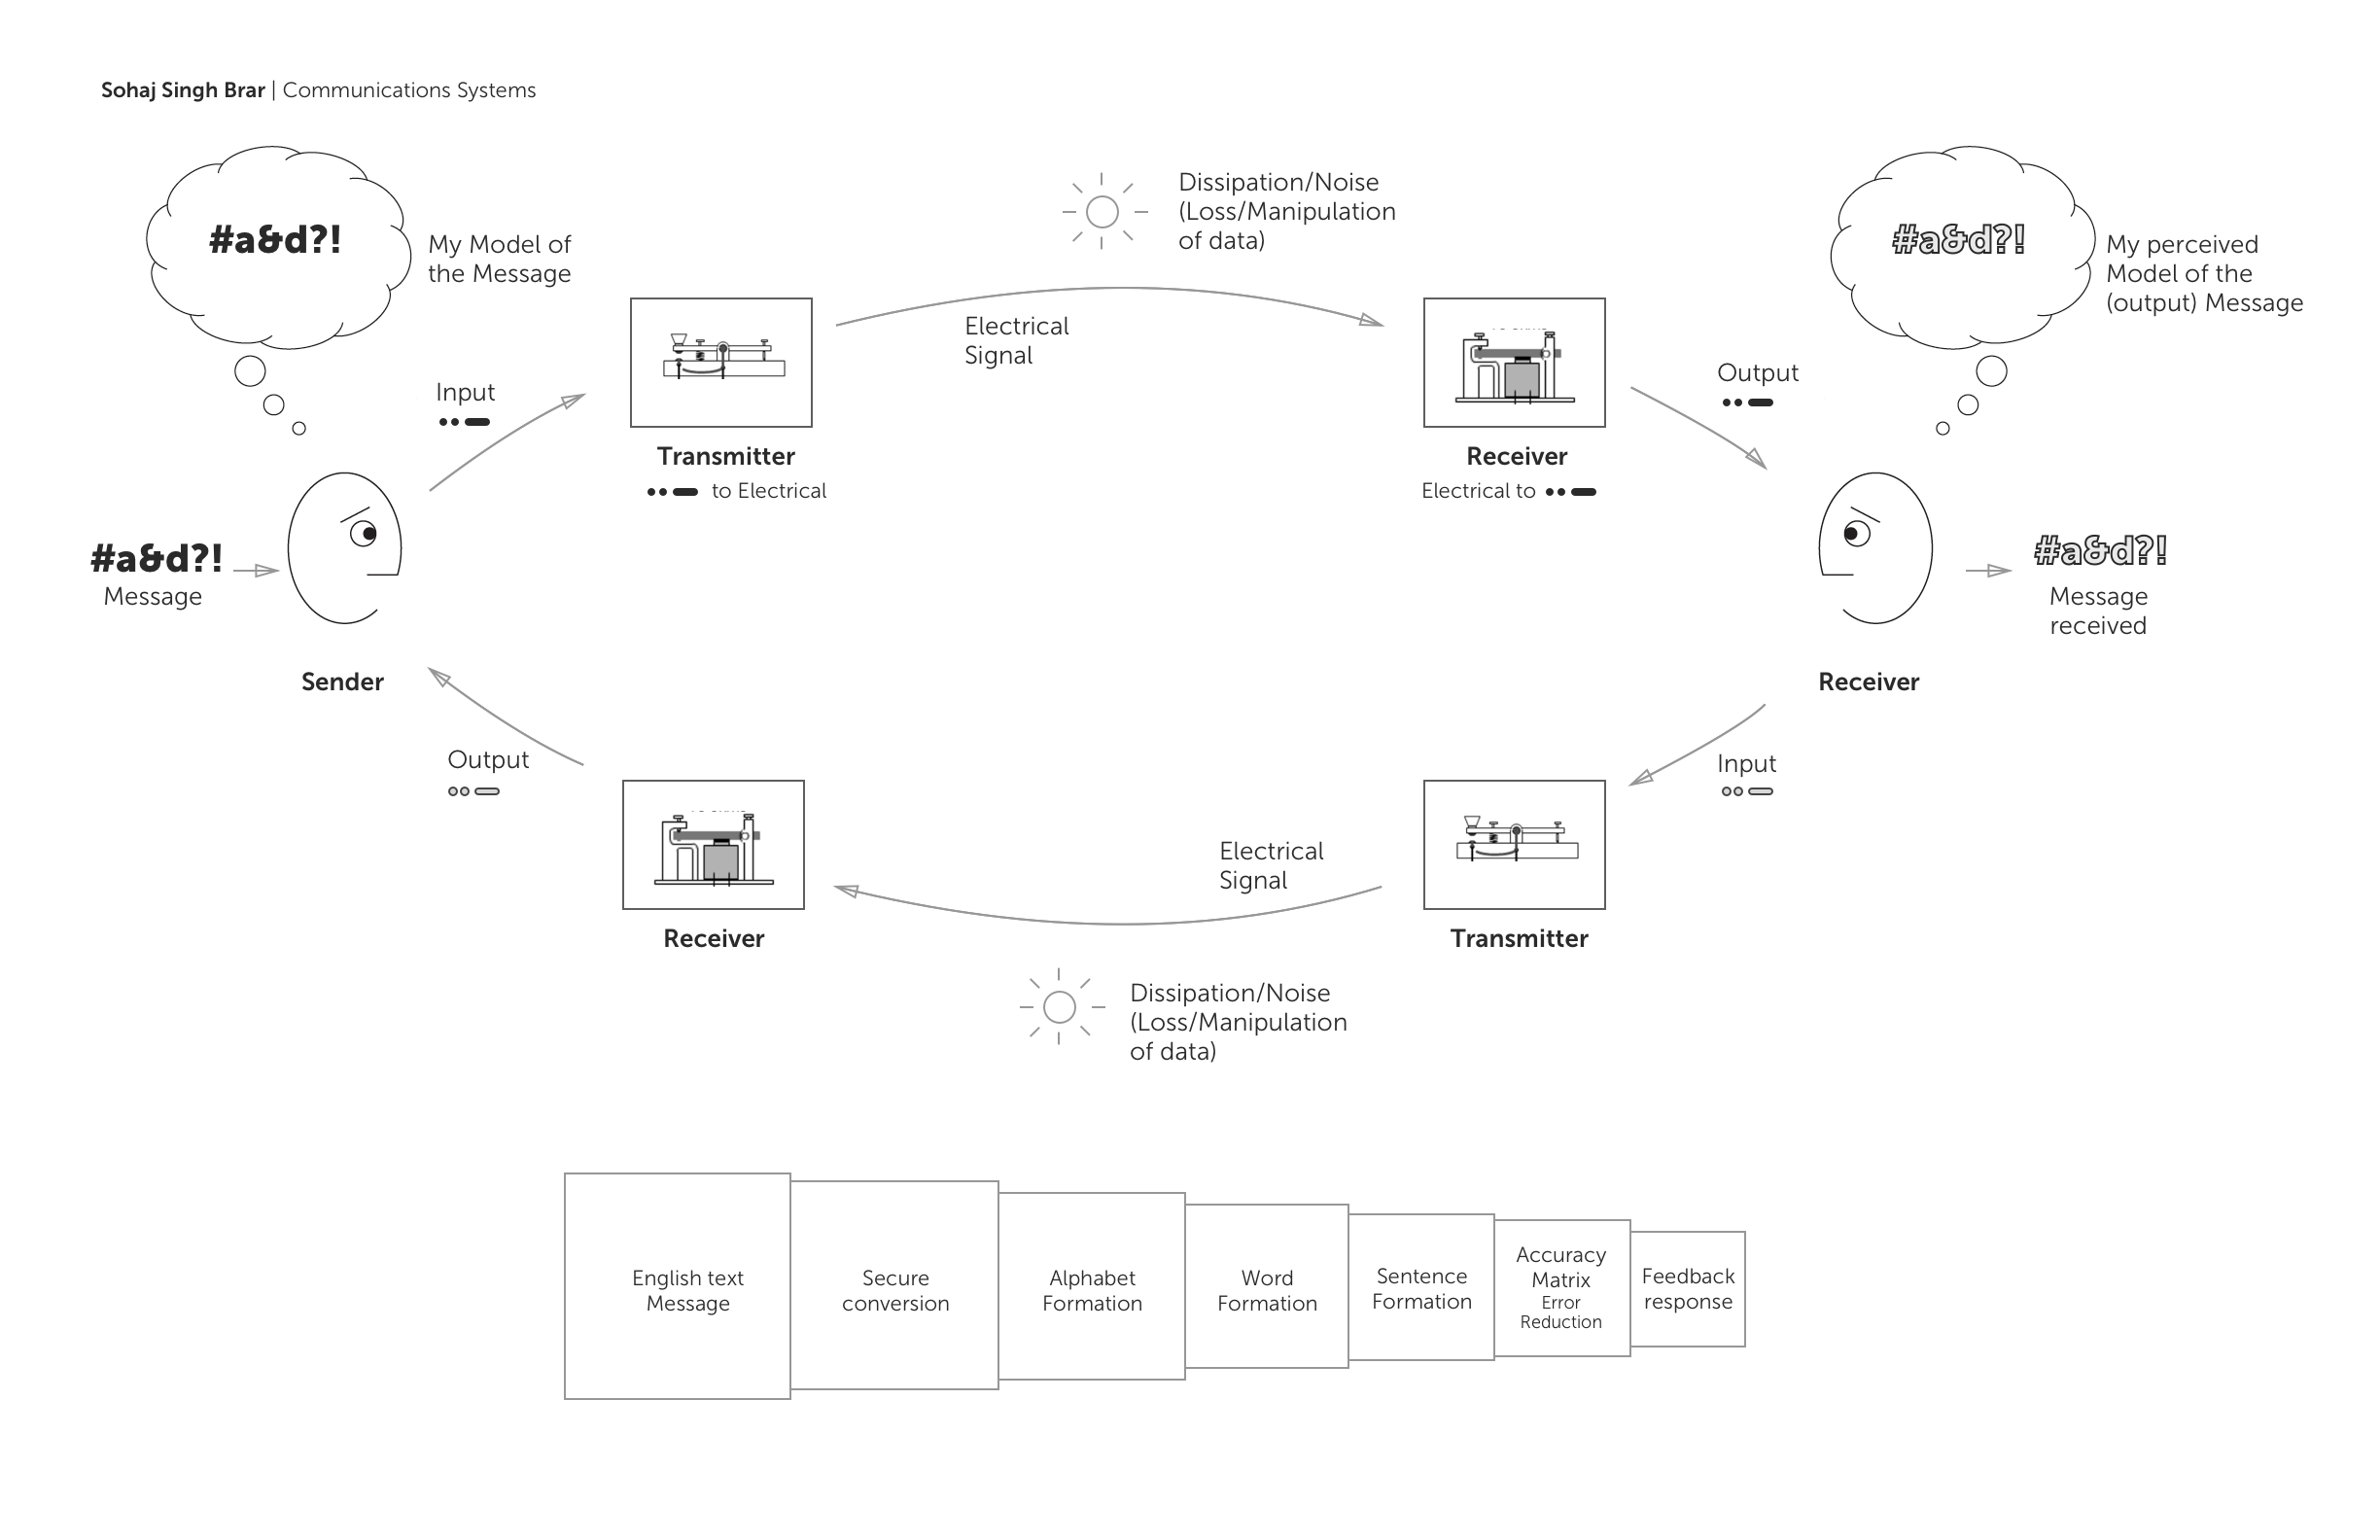 Sohaj Singh Brar | Communications Systems
#a&d?!
My Model of
the Message
Dissipation/Noise
(Loss/Manipulation
of data)
#a&d?!
My perceived
Model of the
(output) Message
Electrical
Signal
Input
Output
Transmitter
to Electrical
Receiver
Electrical to
#a&d?!
Message
#a&d?!
Message
received
Sender
Receiver
Output
Input
Electrical
Signal
Receiver
Transmitter
Dissipation/Noise
(Loss/Manipulation
of data)
English text
Message
Secure
conversion
Alphabet
Formation
Word
Formation
Sentence
Formation
Accuracy
Matrix
Error
Reduction
Feedback
response